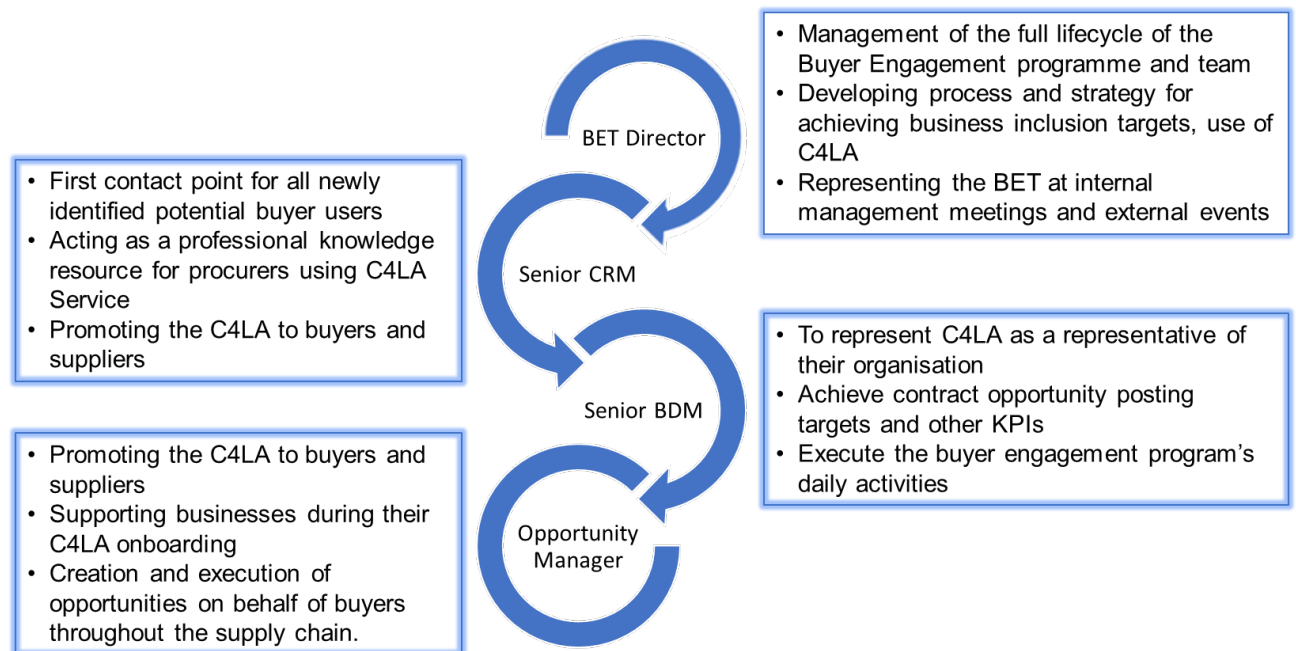 BET Director
• Management of the full lifecycle of the
Buyer Engagement programme and team
• Developing process and strategy for
achieving business inclusion targets, use of
C4LA
• Representing the BET at internal
management meetings and external events
• First contact point for all newly
identified potential buyer users
• Acting as a professional knowledge
resource for procurers using C4LA
Service
• Promoting the C4LA to buyers and
suppliers
Senior CRM
Senior BDM
• To represent C4LA as a representative of
their organisation
• Achieve contract opportunity posting
targets and other KPIs
• Execute the buyer engagement program's
daily activities
• Promoting the C4LA to buyers and
suppliers
• Supporting businesses during their
C4LA onboarding
• Creation and execution of
opportunities on behalf of buyers
throughout the supply chain.
Opportunity
Manager